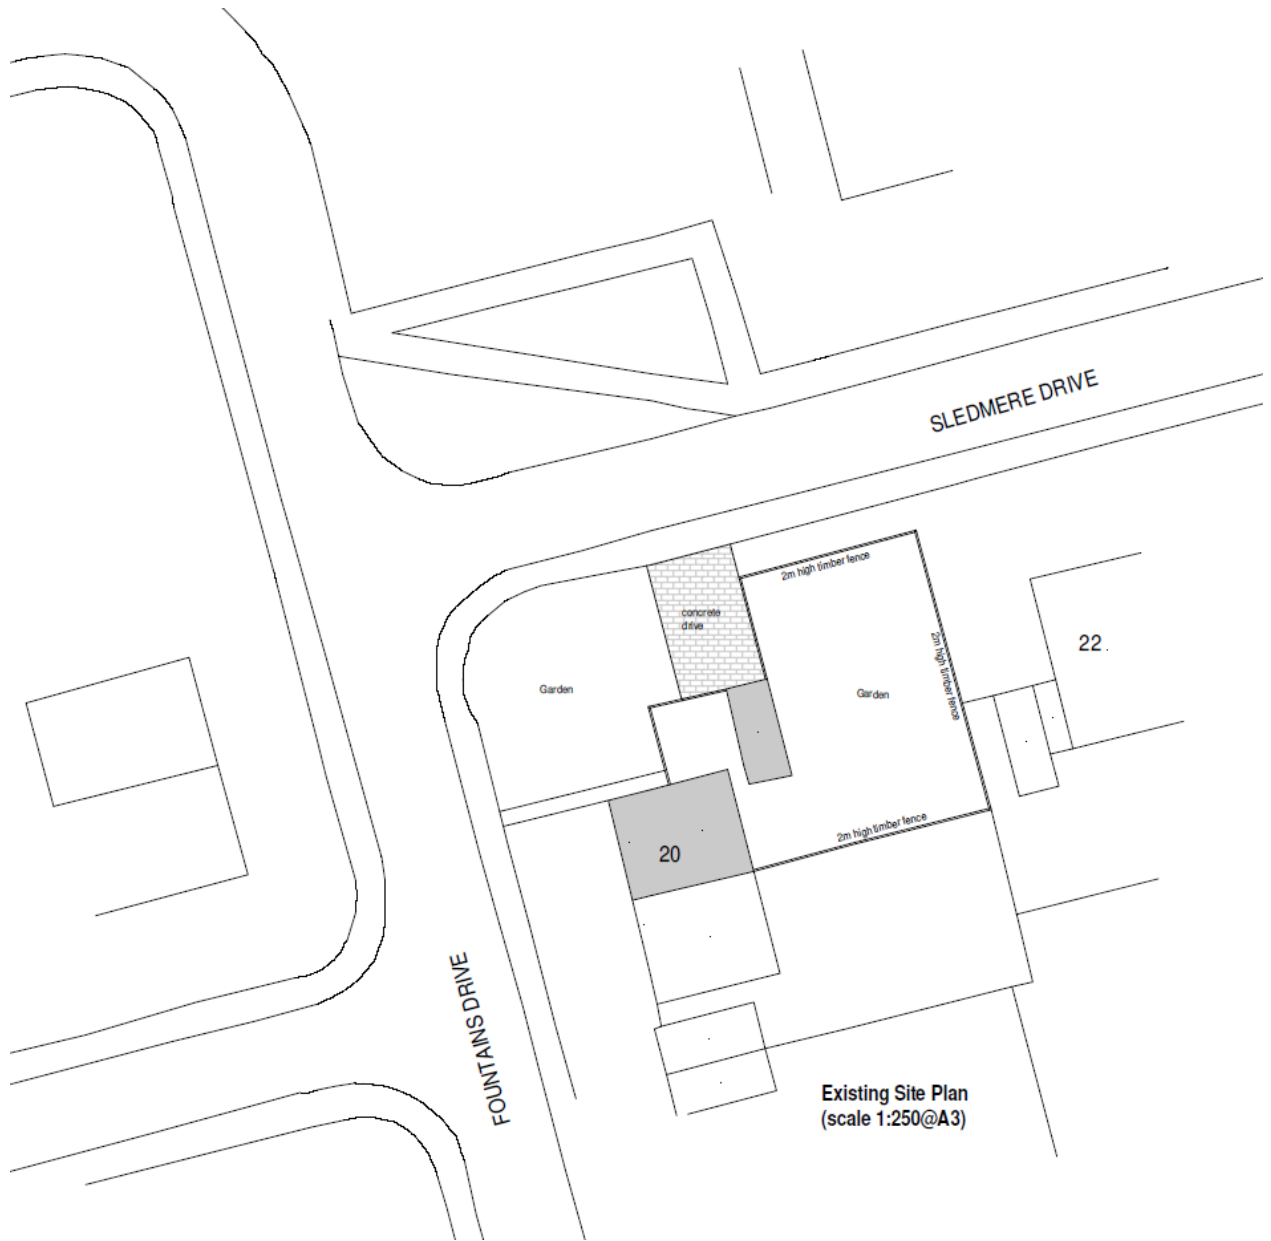 SLEDMERE DRIVE
2m high timber fence
concrete
drive
2m high timber fence
22
Garden
Garden
2m high timber fence
20
FOUNTAINS DRIVE
Existing Site Plan
(scale 1:250@A3)